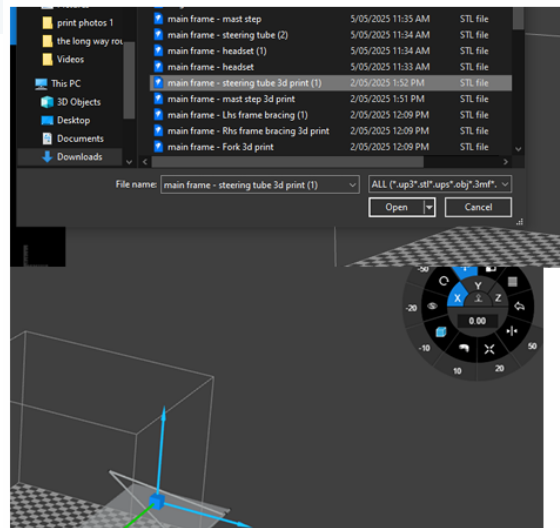 print photos 1
the long way rou
Videos
This PC
3D Objects
Desktop
Documents
Downloads
main frame - mast step 5/05/2025 11:35 AM STL file
main frame - steering tube (2) 5/05/2025 11:34 AM STL file
main frame - headset (1) 5/05/2025 11:34 AM STL file
main frame - headset 5/05/2025 11:33 AM STL file
main frame - steering tube 3d print (1) 2/05/2025 1:52 PM STL file
main frame - mast step 3d print 2/05/2025 1:51 PM STL file
main frame - Lhs frame bracing (1) 2/05/2025 12:09 PM STL file
main frame - Rhs frame bracing 3d print 2/05/2025 12:09 PM STL file
main frame - Fork 3d print 2/05/2025 12:09 PM STL file
File name: main frame - steering tube 3d print (1) ALL (*.up3*.stl*.ups*.obj*.3mf*.
Open Cancel
-50
Y
X Z
-20 0.00
-10 50
10 20